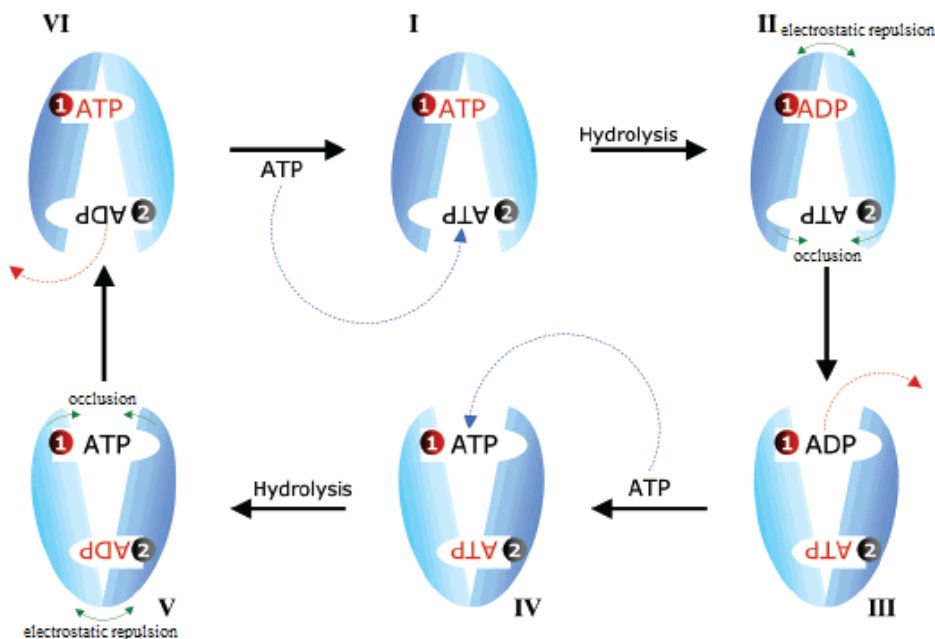 VI
I
II electrostatic repulsion
1 ATP
1 ATP
1 ADP
Hydrolysis
ATP
ADP 2
ATP 2
ATP 2
occlusion
occlusion
1 ATP
1 ATP
1 ADP
Hydrolysis
ATP
ADP 2
ATP 2
ATP 2
V
IV
III
electrostatic repulsion